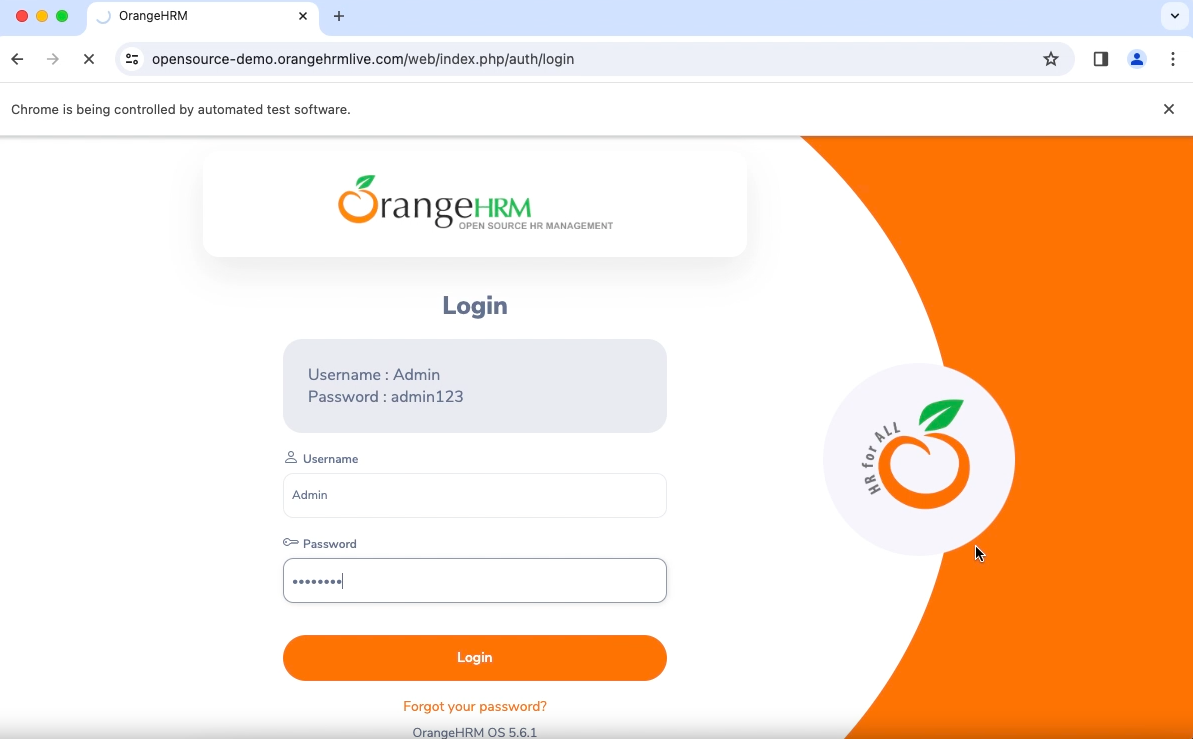 OrangeHRM
opensource-demo.orangehrmlive.com/web/index.php/auth/login
Chrome is being controlled by automated test software.
OrangeHRM
OPEN SOURCE HR MANAGEMENT
Login
Username : Admin
Password : admin123
Username
Admin
Password
••••••••
Login
Forgot your password?
OrangeHRM OS 5.6.1
HR for ALL